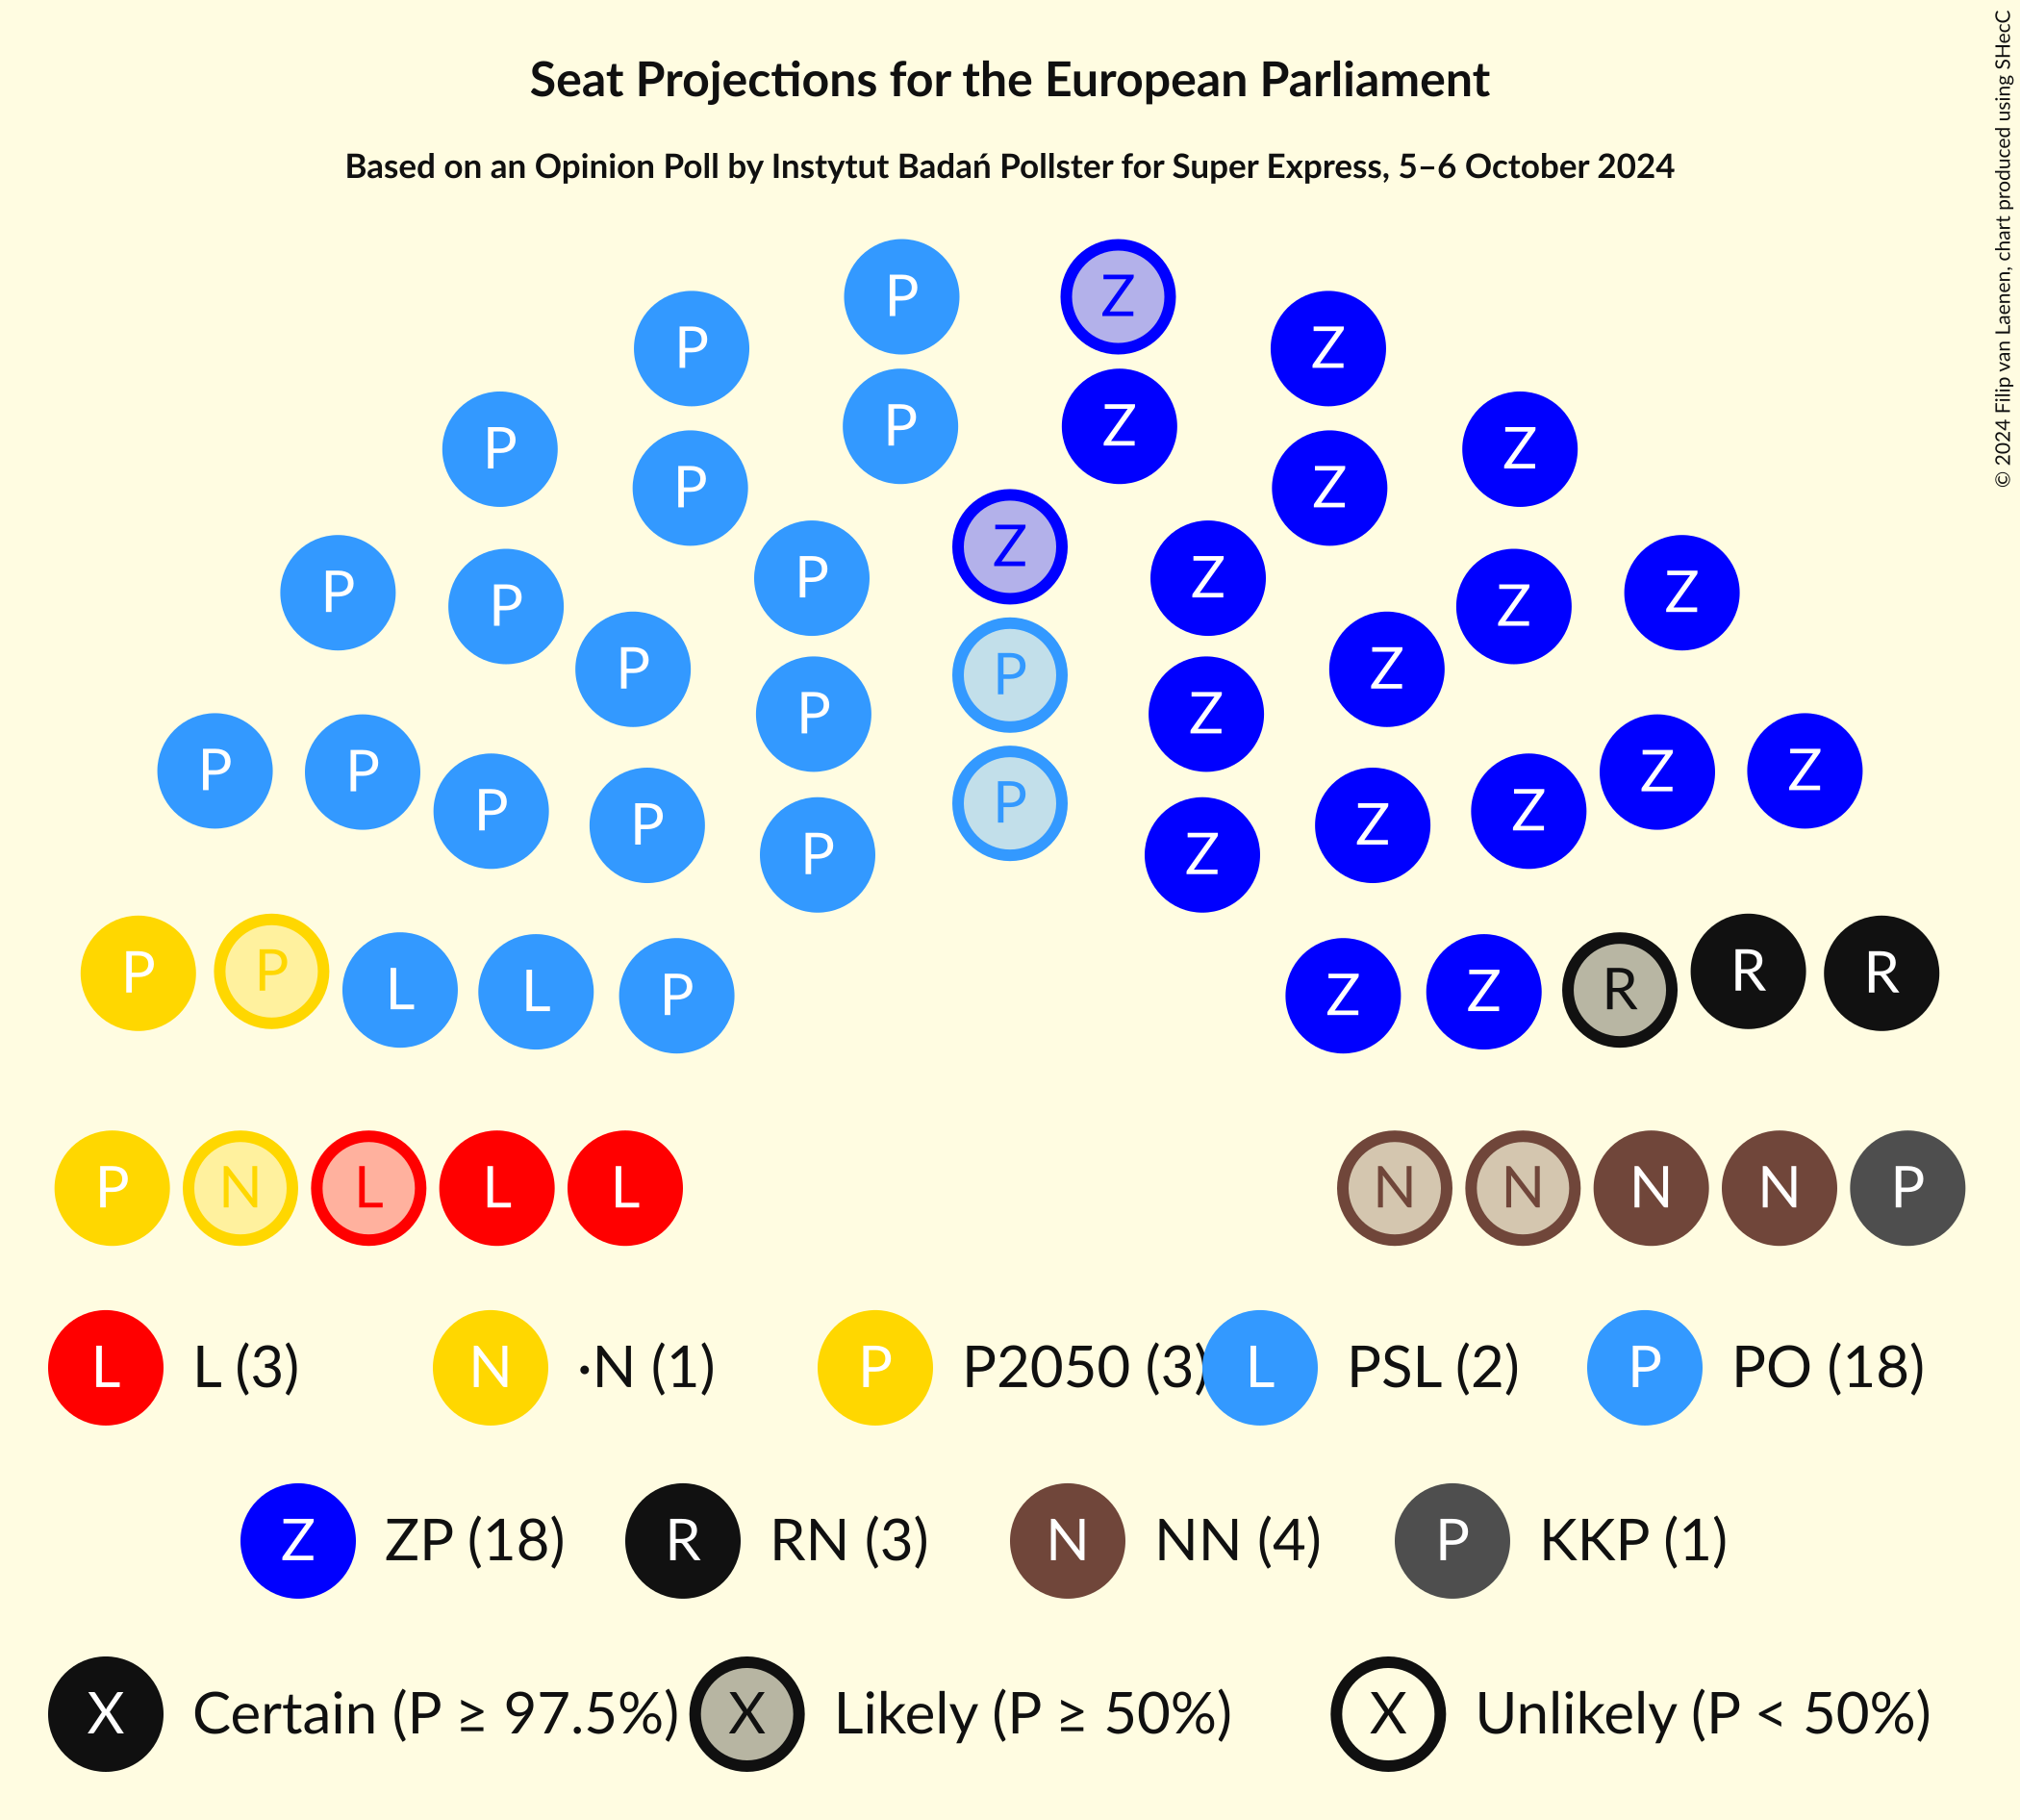 Seat Projections for the European Parliament
Based on an Opinion Poll by Instytut Badań Pollster for Super Express, 5–6 October 2024
© 2024 Filip van Laenen, chart produced using SHecC
P Z
P Z
P Z
P P Z Z
Z
P Z Z
P P Z Z
P Z
P
P P Z Z
P P Z Z
P
P P Z Z
P Z
P P L L P Z Z R R R
P N L L L N N N N P
L L (3) N ·N (1) P P2050 (3) L PSL (2) P PO (18)
Z ZP (18) R RN (3) N NN (4) P KKP (1)
X Certain (P ≥ 97.5%) X Likely (P ≥ 50%) X Unlikely (P < 50%)